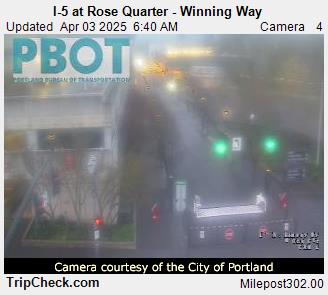 I-5 at Rose Quarter - Winning Way
Updated Apr 03 2025 6:40 AM Camera 4
PBOT
PORTLAND BUREAU OF TRANSPORTATION
Camera courtesy of the City of Portland
TripCheck.com Milepost302.00